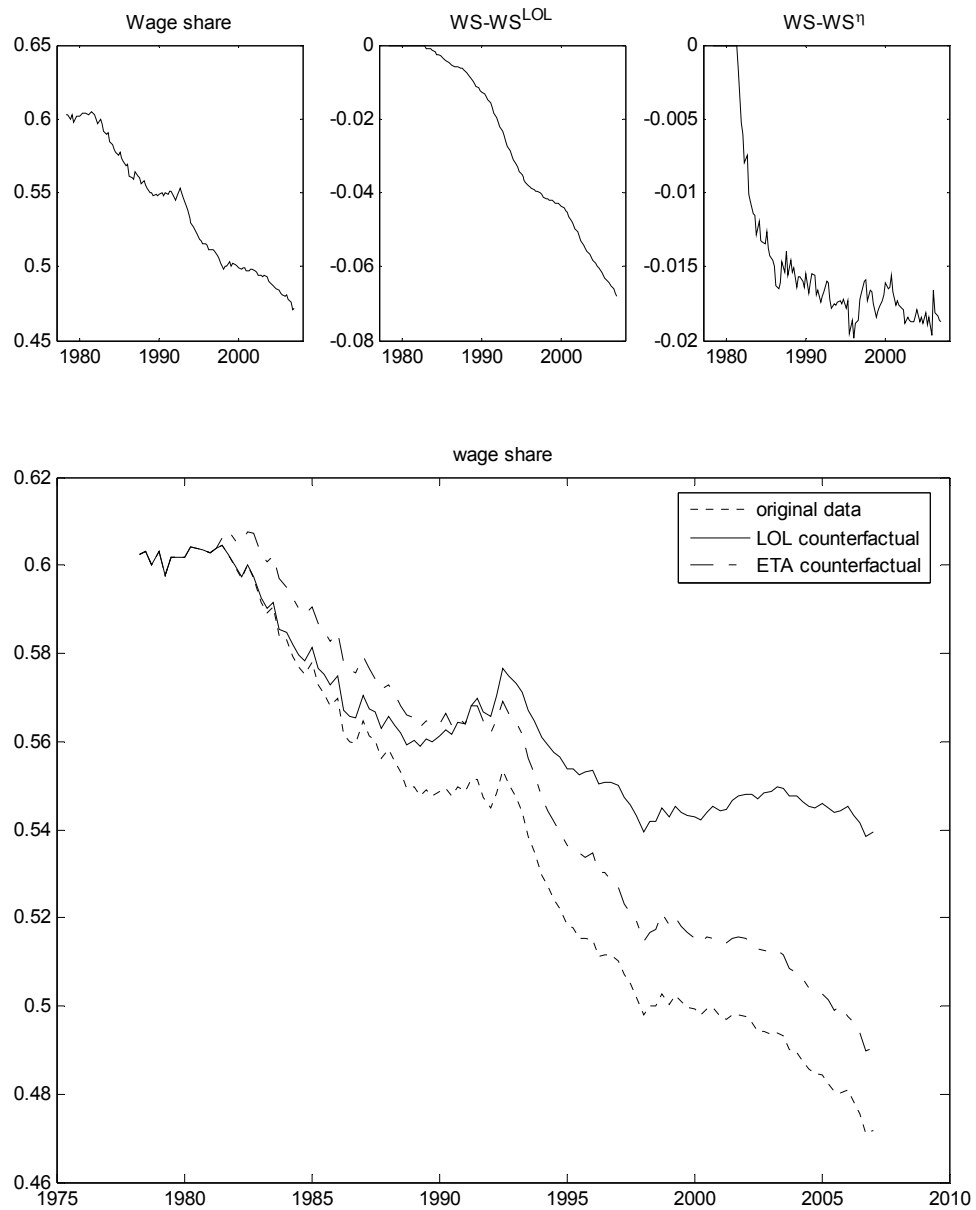 Wage share
0.65
0.6
0.55
0.5
0.45
1980 1990 2000
WS-WS^LOL
0
-0.02
-0.04
-0.06
-0.08
1980 1990 2000
WS-WS^η
0
-0.005
-0.01
-0.015
-0.02
1980 1990 2000
wage share
0.62
0.6
0.58
0.56
0.54
0.52
0.5
0.48
0.46
1975 1980 1985 1990 1995 2000 2005 2010
original data
LOL counterfactual
ETA counterfactual